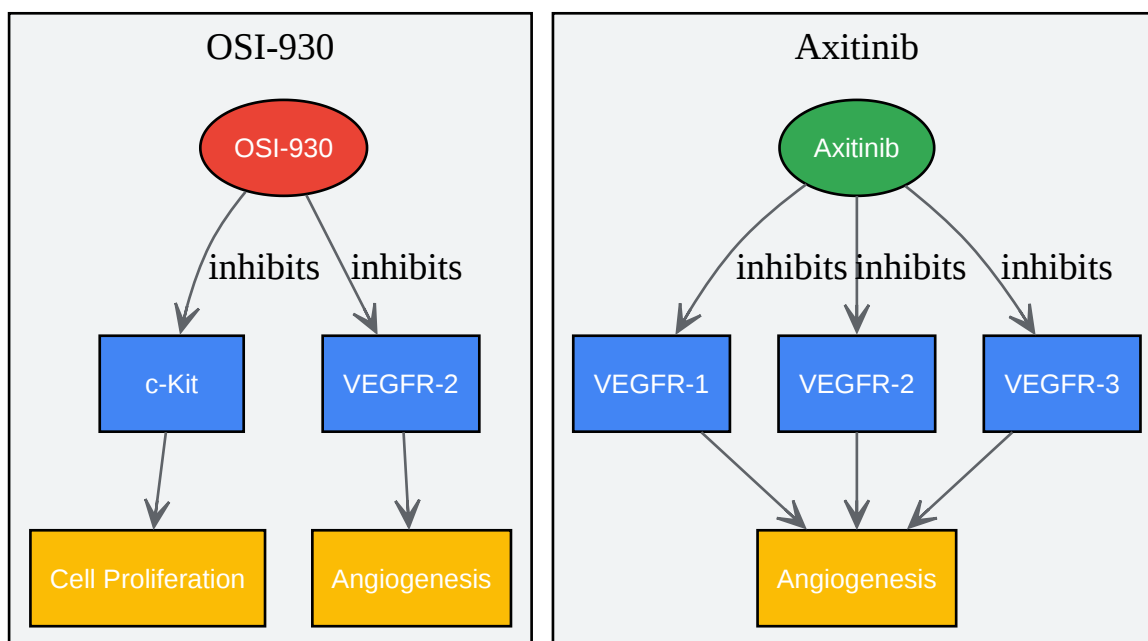 OSI-930
OSI-930
inhibits
inhibits
c-Kit
VEGFR-2
Cell Proliferation
Angiogenesis
Axitinib
Axitinib
inhibits
inhibits
inhibits
VEGFR-1
VEGFR-2
VEGFR-3
Angiogenesis